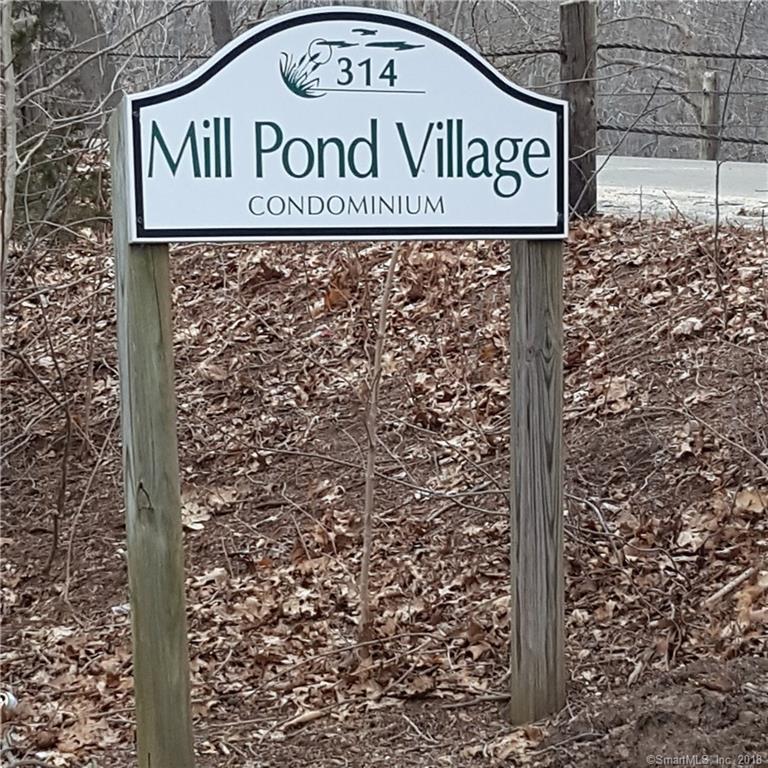 314
Mill Pond Village
CONDOMINIUM
©SmartMLS, Inc. 2018